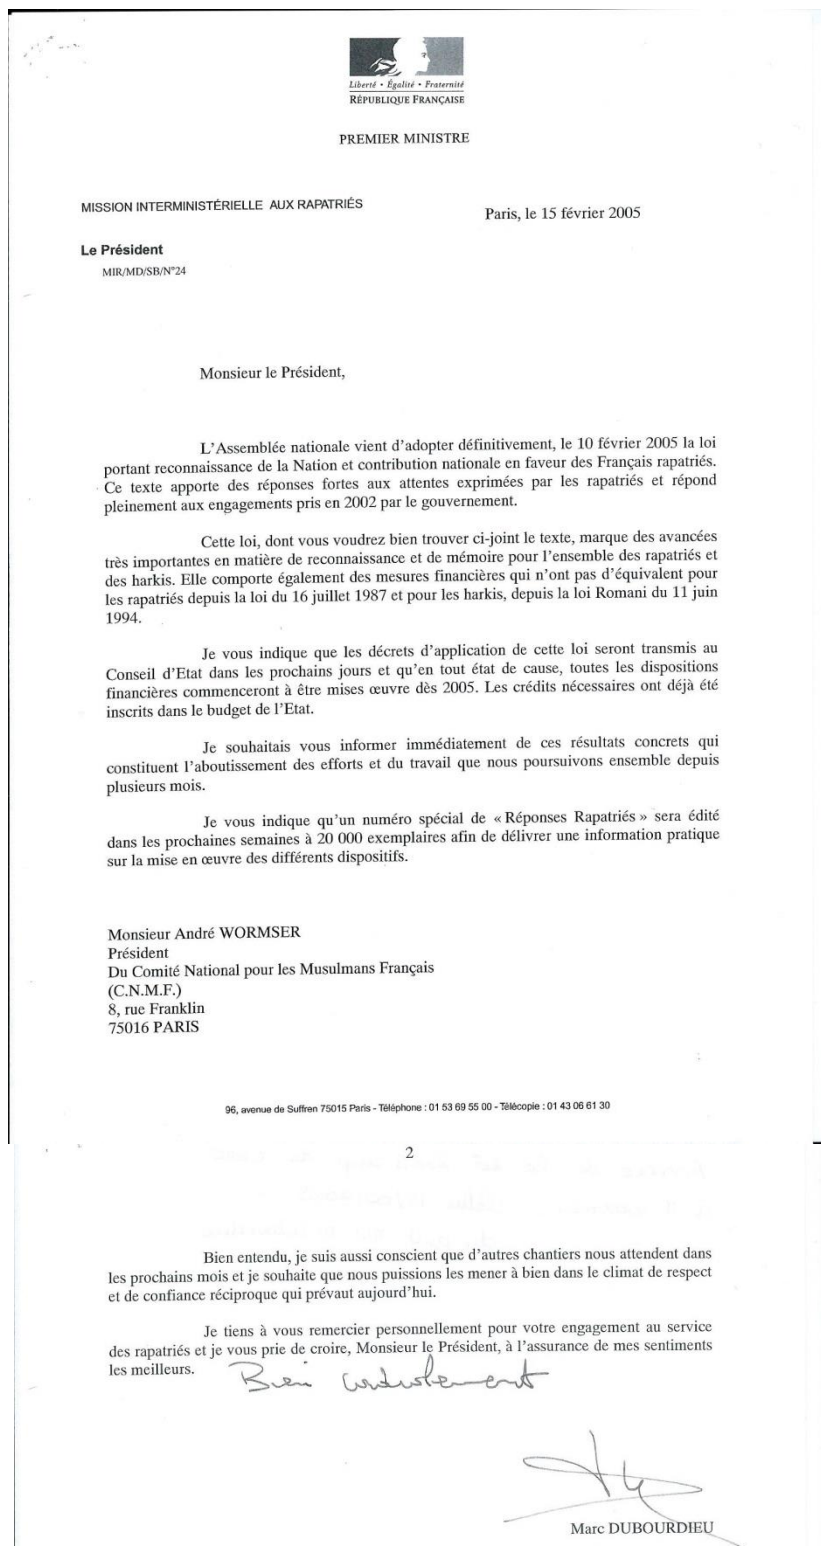 Liberté • Égalité • Fraternité
RÉPUBLIQUE FRANÇAISE
PREMIER MINISTRE
MISSION INTERMINISTÉRIELLE AUX RAPATRIÉS
Paris, le 15 février 2005
Le Président
MIR/MD/SB/N°24
Monsieur le Président,
L'Assemblée nationale vient d'adopter définitivement, le 10 février 2005 la loi
portant reconnaissance de la Nation et contribution nationale en faveur des Français rapatriés.
Ce texte apporte des réponses fortes aux attentes exprimées par les rapatriés et répond
pleinement aux engagements pris en 2002 par le gouvernement.
Cette loi, dont vous voudrez bien trouver ci-joint le texte, marque des avancées
très importantes en matière de reconnaissance et de mémoire pour l'ensemble des rapatriés et
des harkis. Elle comporte également des mesures financières qui n'ont pas d'équivalent pour
les rapatriés depuis la loi du 16 juillet 1987 et pour les harkis, depuis la loi Romani du 11 juin
1994.
Je vous indique que les décrets d'application de cette loi seront transmis au
Conseil d'Etat dans les prochains jours et qu'en tout état de cause, toutes les dispositions
financières commenceront à être mises œuvre dès 2005. Les crédits nécessaires ont déjà été
inscrits dans le budget de l'Etat.
Je souhaitais vous informer immédiatement de ces résultats concrets qui
constituent l'aboutissement des efforts et du travail que nous poursuivons ensemble depuis
plusieurs mois.
Je vous indique qu'un numéro spécial de « Réponses Rapatriés » sera édité
dans les prochaines semaines à 20 000 exemplaires afin de délivrer une information pratique
sur la mise en œuvre des différents dispositifs.
Monsieur André WORMSER
Président
Du Comité National pour les Musulmans Français
(C.N.M.F.)
8, rue Franklin
75016 PARIS
96, avenue de Suffren 75015 Paris - Téléphone : 01 53 69 55 00 - Télécopie : 01 43 06 61 30
2
Bien entendu, je suis aussi conscient que d'autres chantiers nous attendent dans
les prochains mois et je souhaite que nous puissions les mener à bien dans le climat de respect
et de confiance réciproque qui prévaut aujourd'hui.
Je tiens à vous remercier personnellement pour votre engagement au service
des rapatriés et je vous prie de croire, Monsieur le Président, à l'assurance de mes sentiments
les meilleurs.
Bien cordialement
Marc DUBOURDIEU